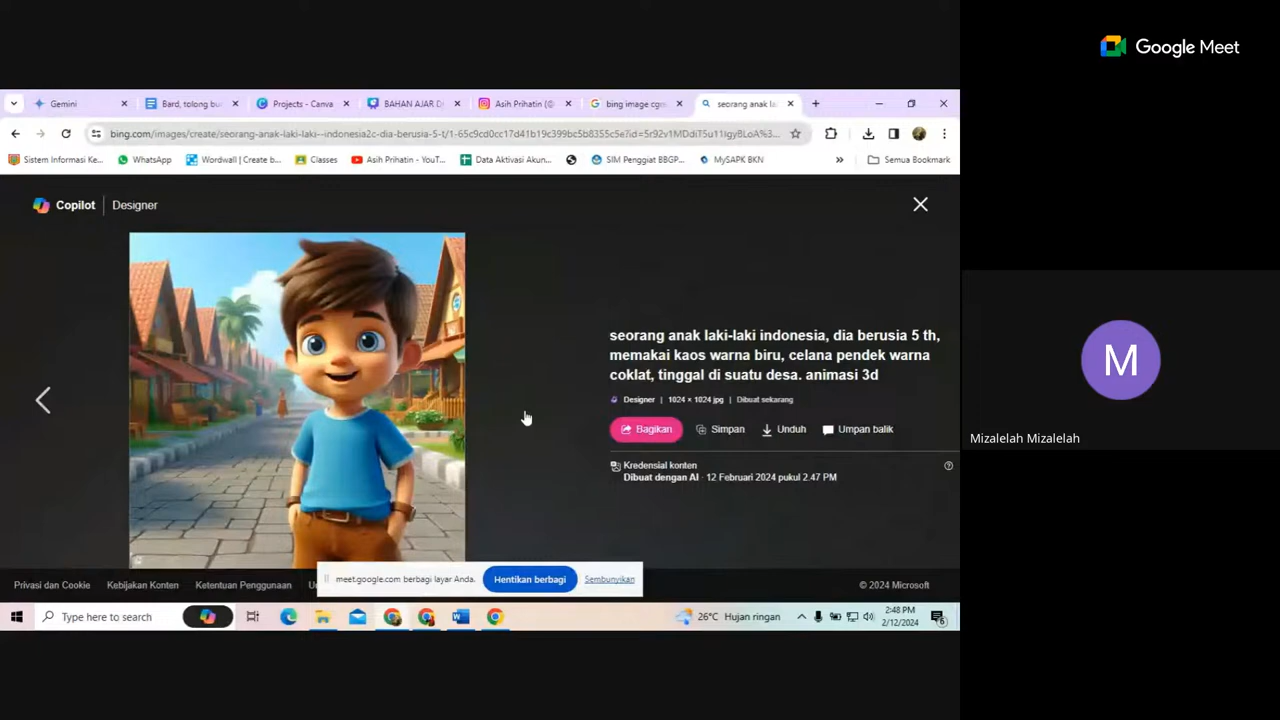 Google Meet
Gemini
Bard, tolong bu
Projects - Canva
BAHAN AJAR D
Asih Prihatin (@
bing image
seorang anak la
bing.com/images/create/seorang-anak-laki-laki--indonesia2c-dia-berusia-5-t/
Sistem Informasi Ke...
WhatsApp
Wordwall | Create b...
Classes
Asih Prihatin - YouT...
Data Aktivasi Akun...
SIM Penggiat BBGP...
MySAPK BKN
»
Semua Bookmark
Copilot | Designer
seorang anak laki-laki indonesia, dia berusia 5 th,
memakai kaos warna biru, celana pendek warna
coklat, tinggal di suatu desa. animasi 3d
Designer | 1024 × 1024 jpg | Dibuat sekarang
Bagikan
Simpan
Unduh
Umpan balik
Kredensial konten
Dibuat dengan AI · 12 Februari 2024 pukul 2.47 PM
M
Mizalelah Mizalelah
meet.google.com berbagi layar Anda.
Hentikan berbagi
Sembunyikan
Privasi dan Cookie
Kebijakan Konten
Ketentuan Penggunaan
© 2024 Microsoft
Type here to search
26°C Hujan ringan
2:48 PM
2/12/2024
6